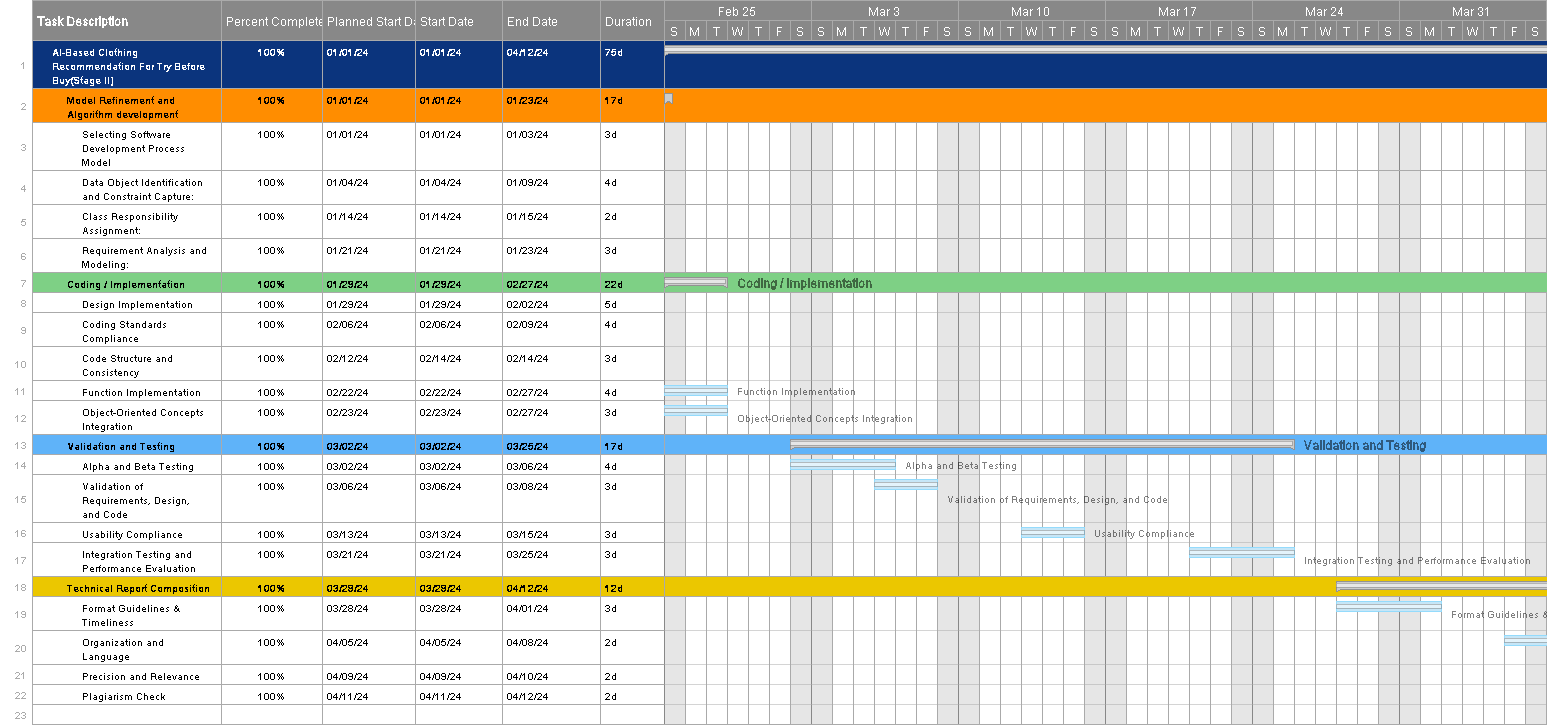 Task Description Percent Complete Planned Start D Start Date End Date Duration Feb 25 Mar 3 Mar 10 Mar 17 Mar 24 Mar 31
S M T W T F S S M T W T F S S M T W T F S S M T W T F S S M T W T F S S M T W T F S
1 AI-Based Clothing Recommendation For Try Before Buy(Stage II) 100% 01/01/24 01/01/24 04/12/24 75d
2 Model Refinement and Algorithm development 100% 01/01/24 01/01/24 01/23/24 17d
3 Selecting Software Development Process Model 100% 01/01/24 01/01/24 01/03/24 3d
4 Data Object Identification and Constraint Capture: 100% 01/04/24 01/04/24 01/09/24 4d
5 Class Responsibility Assignment: 100% 01/14/24 01/14/24 01/15/24 2d
6 Requirement Analysis and Modeling: 100% 01/21/24 01/21/24 01/23/24 3d
7 Coding / Implementation 100% 01/29/24 01/29/24 02/27/24 22d Coding / Implementation
8 Design Implementation 100% 01/29/24 01/29/24 02/02/24 5d
9 Coding Standards Compliance 100% 02/06/24 02/06/24 02/09/24 4d
10 Code Structure and Consistency 100% 02/12/24 02/14/24 02/14/24 3d
11 Function Implementation 100% 02/22/24 02/22/24 02/27/24 4d Function Implementation
12 Object-Oriented Concepts Integration 100% 02/23/24 02/23/24 02/27/24 3d Object-Oriented Concepts Integration
13 Validation and Testing 100% 03/02/24 03/02/24 03/25/24 17d Validation and Testing
14 Alpha and Beta Testing 100% 03/02/24 03/02/24 03/06/24 4d Alpha and Beta Testing
15 Validation of Requirements, Design, and Code 100% 03/06/24 03/06/24 03/08/24 3d Validation of Requirements, Design, and Code
16 Usability Compliance 100% 03/13/24 03/13/24 03/15/24 3d Usability Compliance
17 Integration Testing and Performance Evaluation 100% 03/21/24 03/21/24 03/25/24 3d Integration Testing and Performance Evaluation
18 Technical Report Composition 100% 03/28/24 03/28/24 04/12/24 12d
19 Format Guidelines & Timeliness 100% 03/28/24 03/28/24 04/01/24 3d Format Guidelines &
20 Organization and Language 100% 04/05/24 04/05/24 04/08/24 2d
21 Precision and Relevance 100% 04/09/24 04/09/24 04/10/24 2d
22 Plagiarism Check 100% 04/11/24 04/11/24 04/12/24 2d
23